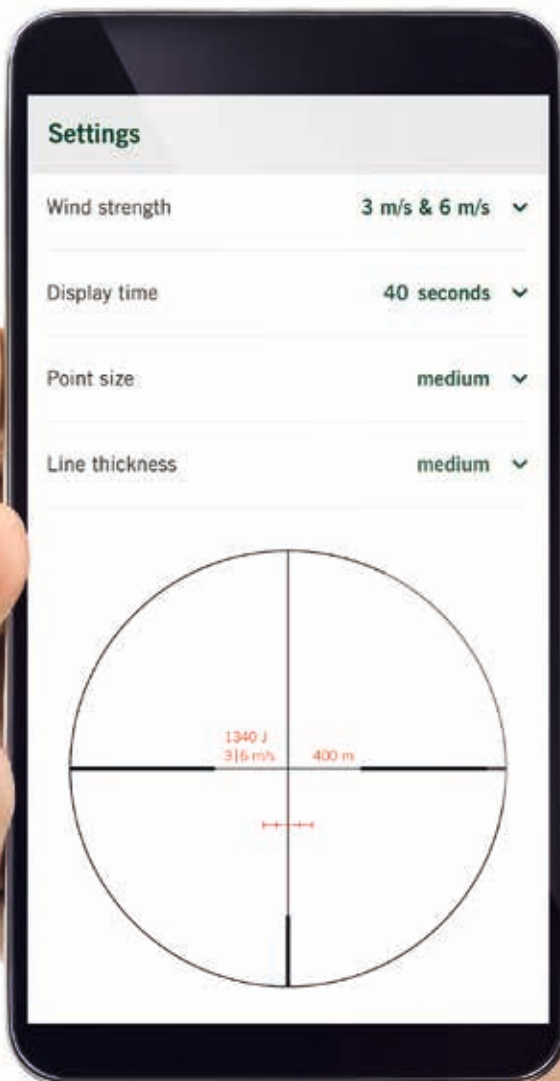 Settings
Wind strength 3 m/s & 6 m/s
Display time 40 seconds
Point size medium
Line thickness medium
1340 J
3|6 m/s 400 m